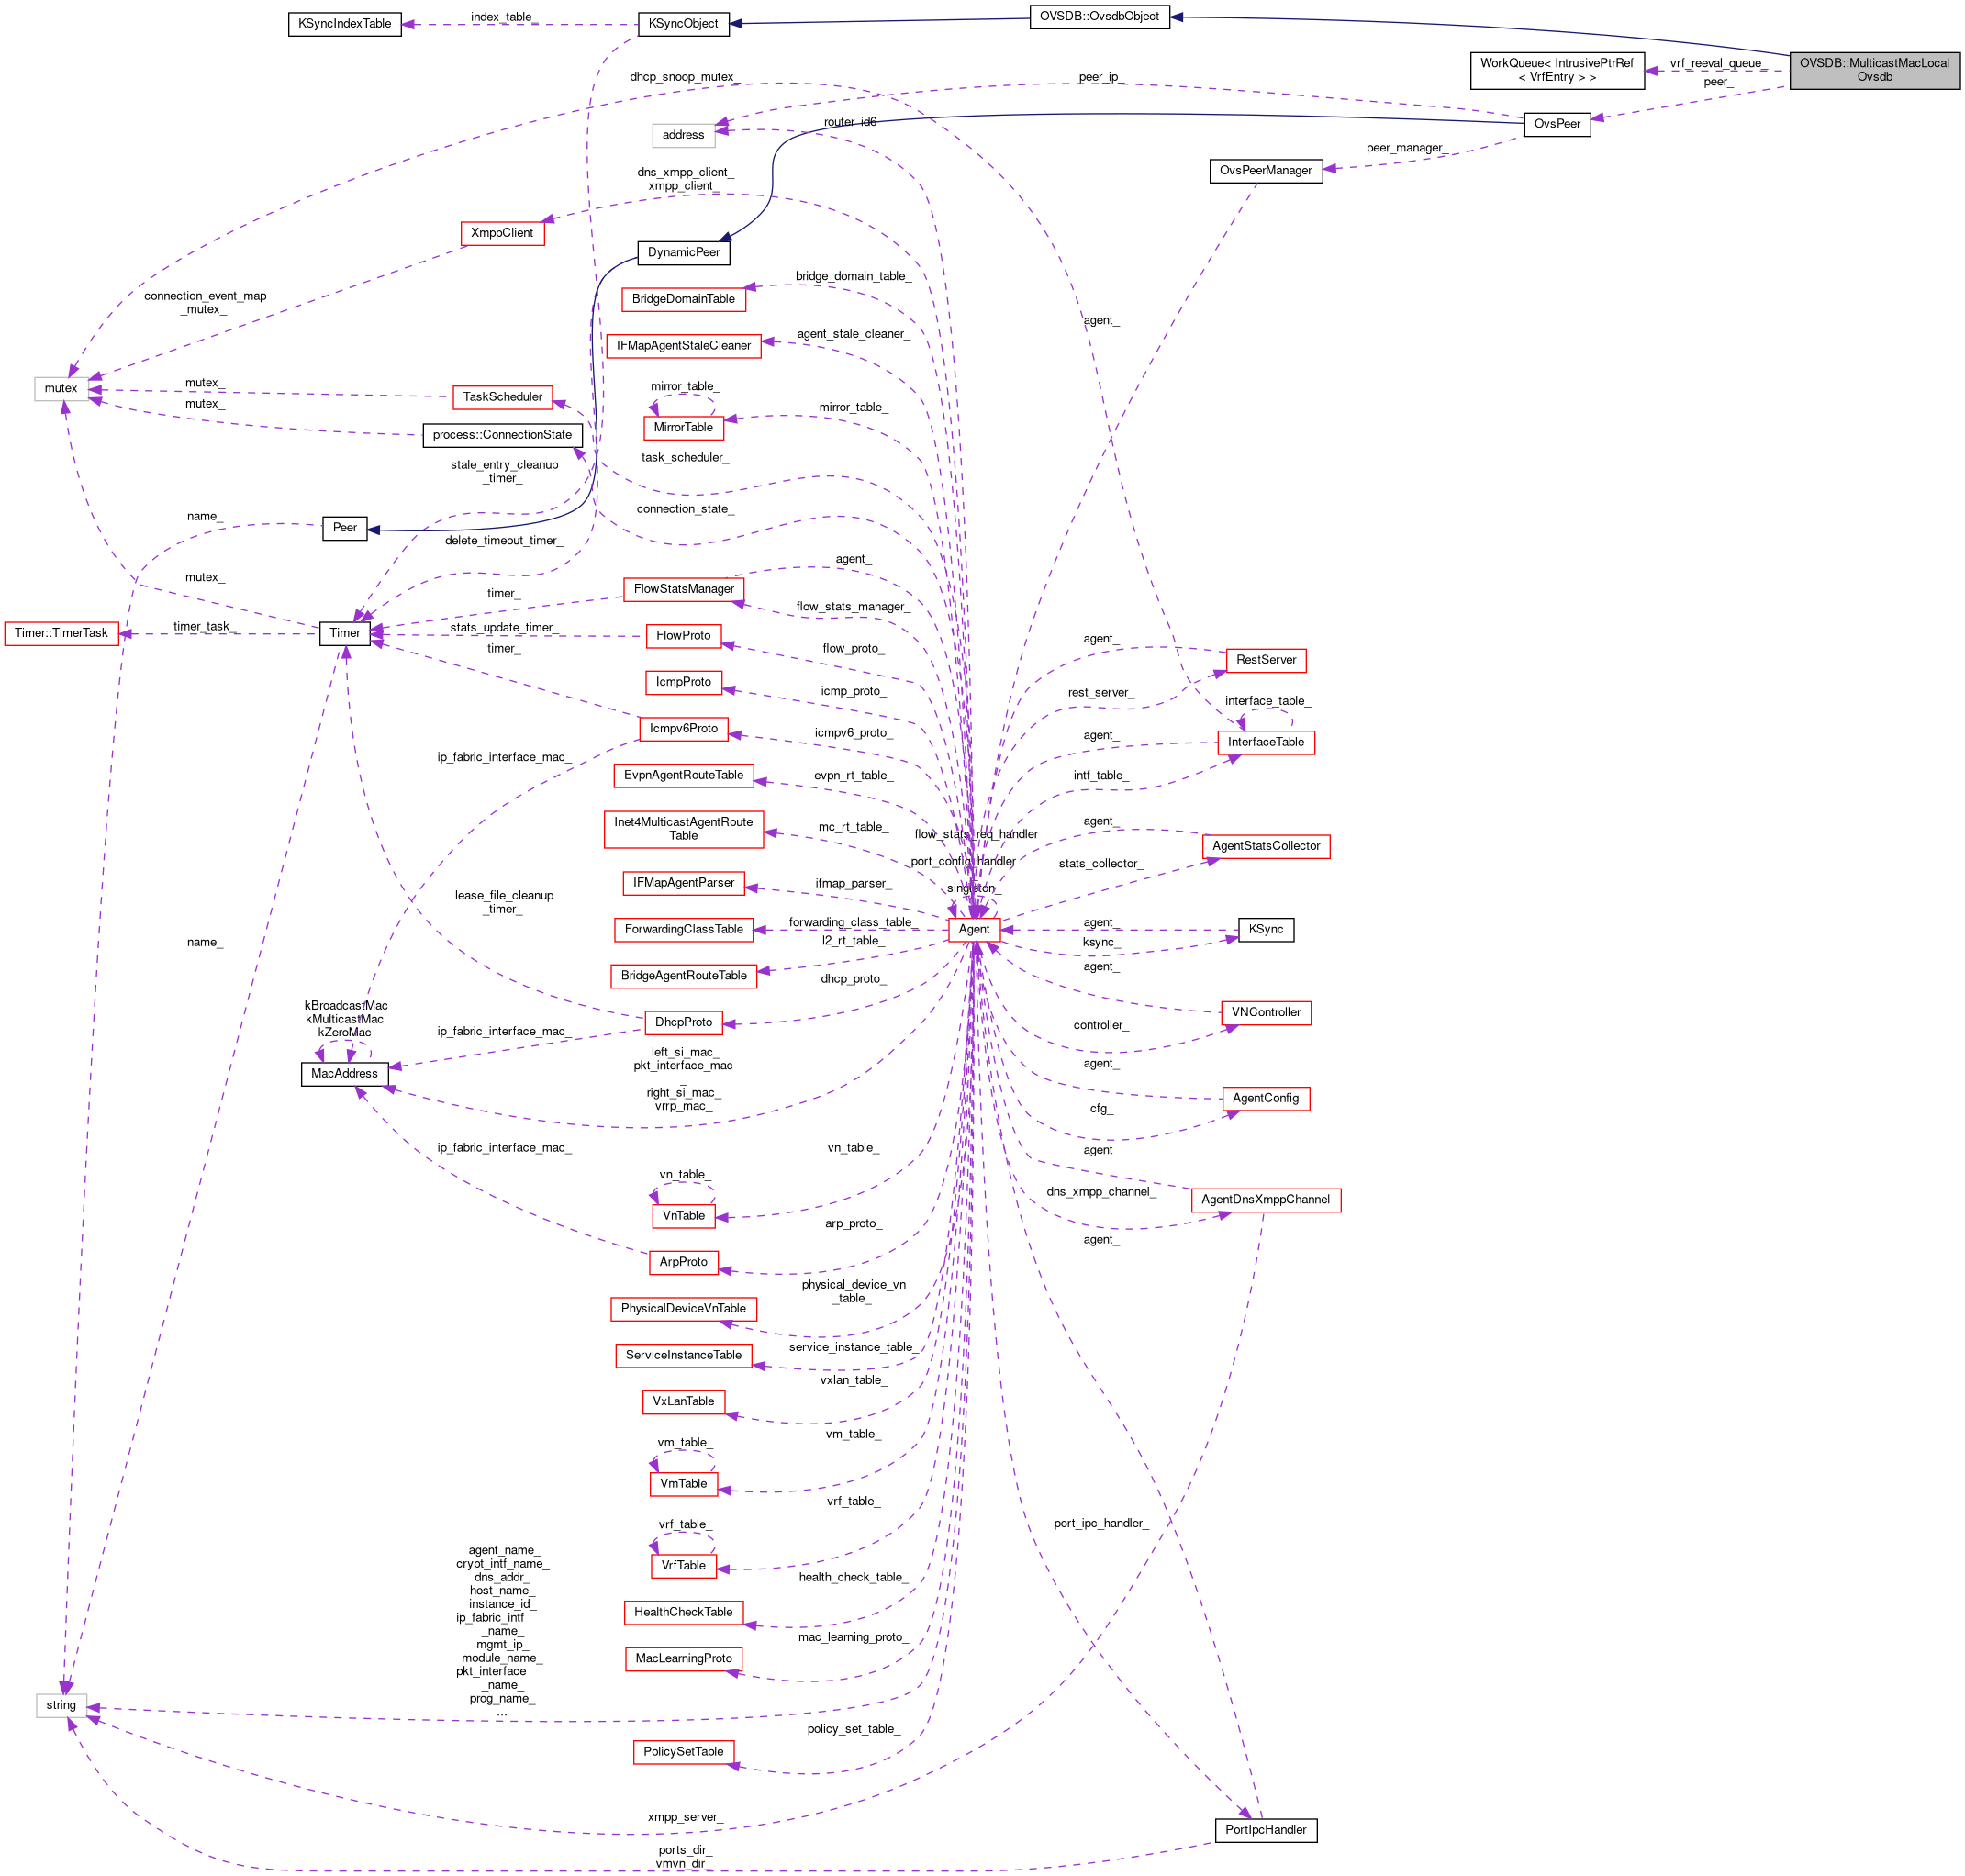 KSyncIndexTable
index_table_
KSyncObject
OVSDB::OvsdbObject
WorkQueue< IntrusivePtrRef
< VrfEntry > >
vrf_reeval_queue_
OVSDB::MulticastMacLocal
Ovsdb
peer_
dhcp_snoop_mutex_
peer_ip_
address
router_id6_
OvsPeer
peer_manager_
OvsPeerManager
dns_xmpp_client_
xmpp_client_
XmppClient
DynamicPeer
bridge_domain_table_
BridgeDomainTable
connection_event_map
_mutex_
agent_
agent_stale_cleaner_
IFMapAgentStaleCleaner
mutex
mutex_
mutex_
TaskScheduler
mirror_table_
mirror_table_
MirrorTable
process::ConnectionState
task_scheduler_
stale_entry_cleanup
_timer_
connection_state_
name_
Peer
delete_timeout_timer_
agent_
mutex_
timer_
FlowStatsManager
flow_stats_manager_
Timer::TimerTask
timer_task_
Timer
stats_update_timer_
timer_
FlowProto
flow_proto_
agent_
RestServer
IcmpProto
icmp_proto_
rest_server_
interface_table_
Icmpv6Proto
icmpv6_proto_
agent_
InterfaceTable
ip_fabric_interface_mac_
EvpnAgentRouteTable
evpn_rt_table_
intf_table_
Inet4MulticastAgentRoute
Table
mc_rt_table_
flow_stats_req_handler
_
port_config_handler
_
singleton_
agent_
AgentStatsCollector
stats_collector_
IFMapAgentParser
ifmap_parser_
lease_file_cleanup
_timer_
ForwardingClassTable
forwarding_class_table_
Agent
agent_
KSync
ksync_
name_
l2_rt_table_
BridgeAgentRouteTable
agent_
dhcp_proto_
kBroadcastMac
kMulticastMac
kZeroMac
MacAddress
ip_fabric_interface_mac_
DhcpProto
VNController
controller_
left_si_mac_
pkt_interface_mac
_
right_si_mac_
vrrp_mac_
agent_
AgentConfig
cfg_
ip_fabric_interface_mac_
vn_table_
vn_table_
VnTable
agent_
dns_xmpp_channel_
AgentDnsXmppChannel
arp_proto_
agent_
ArpProto
physical_device_vn
_table_
PhysicalDeviceVnTable
service_instance_table_
ServiceInstanceTable
vxlan_table_
VxLanTable
vm_table_
vm_table_
VmTable
vrf_table_
vrf_table_
VrfTable
port_ipc_handler_
agent_name_
crypt_intf_name_
dns_addr_
host_name_
instance_id_
ip_fabric_intf
_name_
mgmt_ip_
module_name_
pkt_interface
_name_
prog_name_
...
health_check_table_
HealthCheckTable
mac_learning_proto_
MacLearningProto
string
policy_set_table_
PolicySetTable
xmpp_server_
PortIpcHandler
ports_dir_
vmvn_dir_